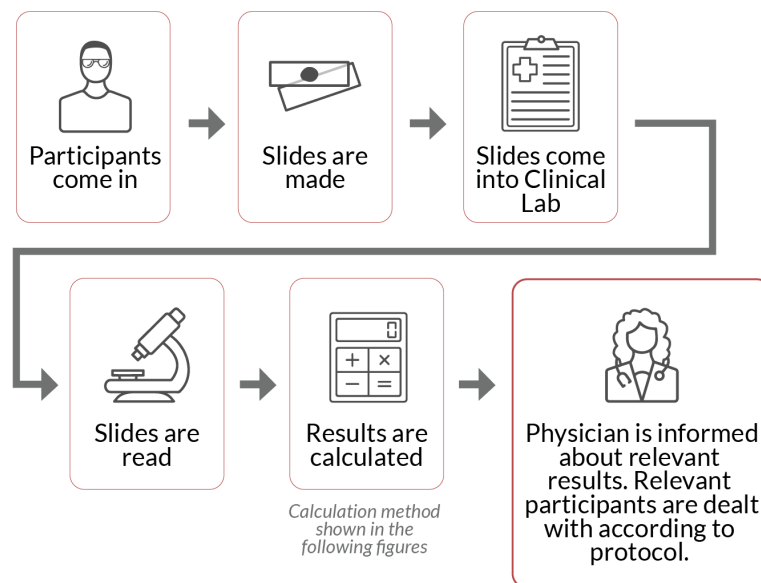 Participants
come in
Slides are
made
Slides come
into Clinical
Lab
Slides are
read
0
Results are
calculated
Calculation method
shown in the
following figures
Physician is informed
about relevant
results. Relevant
participants are dealt
with according to
protocol.